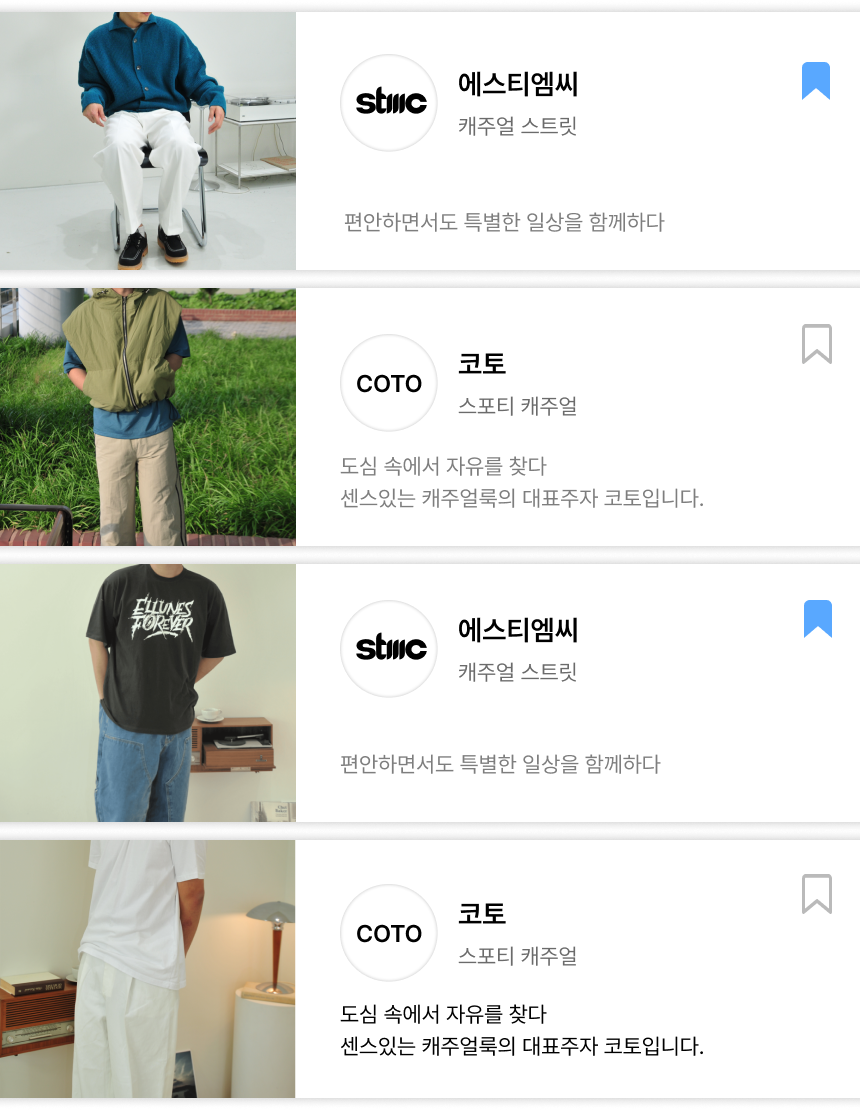 stmc
에스티엠씨
캐주얼 스트릿
편안하면서도 특별한 일상을 함께하다
COTO
코토
스포티 캐주얼
도심 속에서 자유를 찾다
센스있는 캐주얼룩의 대표주자 코토입니다.
ELLUNES
FOREVER
stmc
에스티엠씨
캐주얼 스트릿
편안하면서도 특별한 일상을 함께하다
COTO
코토
스포티 캐주얼
도심 속에서 자유를 찾다
센스있는 캐주얼룩의 대표주자 코토입니다.